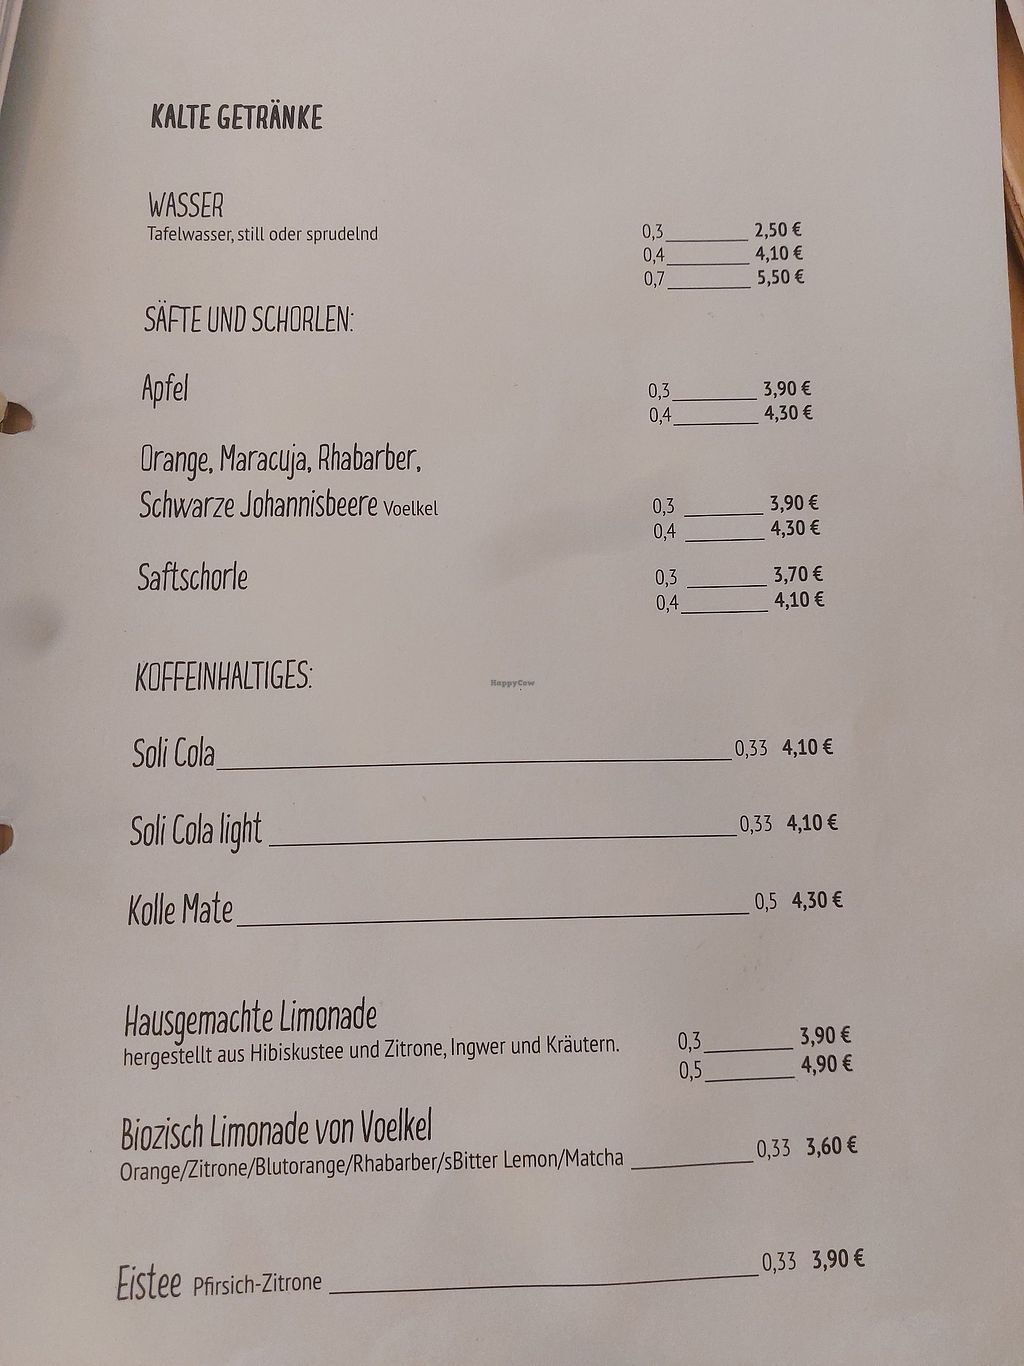 KALTE GETRÄNKE
WASSER
Tafelwasser, still oder sprudelnd
0,3 2,50 €
0,4 4,10 €
0,7 5,50 €
SÄFTE UND SCHORLEN:
Apfel
0,3 3,90 €
0,4 4,30 €
Orange, Maracuja, Rhabarber,
Schwarze Johannisbeere Voelkel
0,3 3,90 €
0,4 4,30 €
Saftschorle
0,3 3,70 €
0,4 4,10 €
KOFFEINHALTIGES:
HappyCow
Soli Cola 0,33 4,10 €
Soli Cola light 0,33 4,10 €
Kolle Mate 0,5 4,30 €
Hausgemachte Limonade
hergestellt aus Hibiskustee und Zitrone, Ingwer und Kräutern.
0,3 3,90 €
0,5 4,90 €
Biozisch Limonade von Voelkel
Orange/Zitrone/Blutorange/Rhabarber/sBitter Lemon/Matcha 0,33 3,60 €
Eistee Pfirsich-Zitrone 0,33 3,90 €